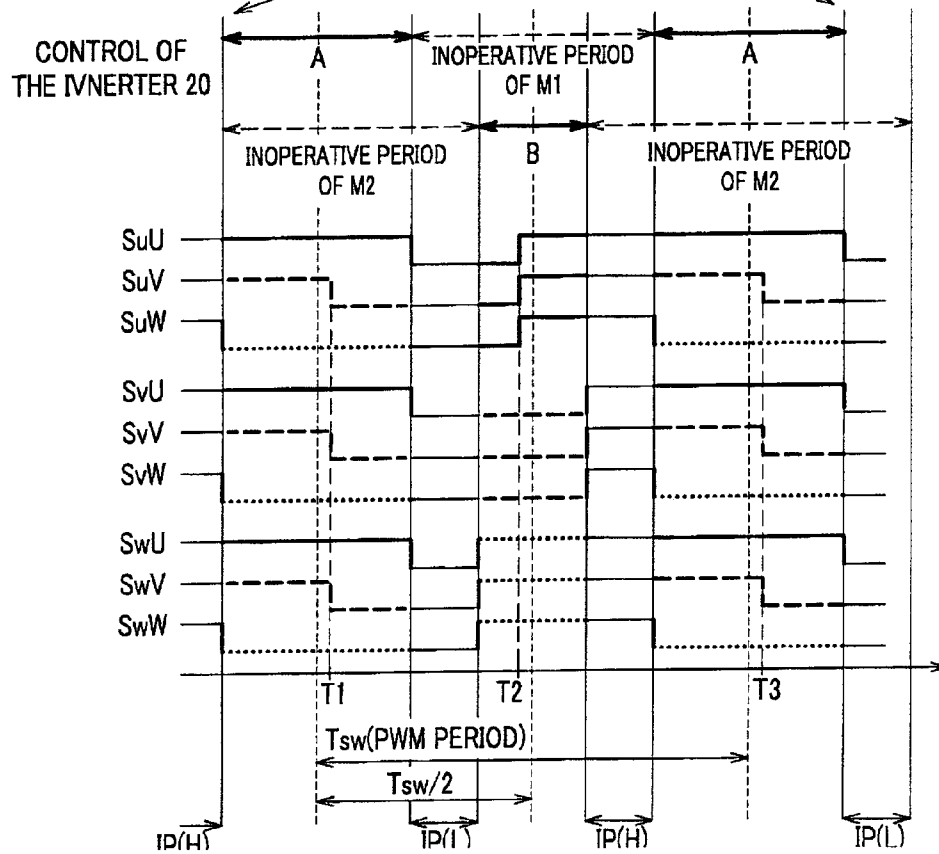 CONTROL OF
THE IVNERTER 20
A
INOPERATIVE PERIOD
OF M1
A
INOPERATIVE PERIOD
OF M2
B
INOPERATIVE PERIOD
OF M2
SuU
SuV
SuW
SvU
SvV
SvW
SwU
SwV
SwW
T1
T2
T3
Tsw(PWM PERIOD)
Tsw/2
IP(H)
IP(L)
IP(H)
IP(L)